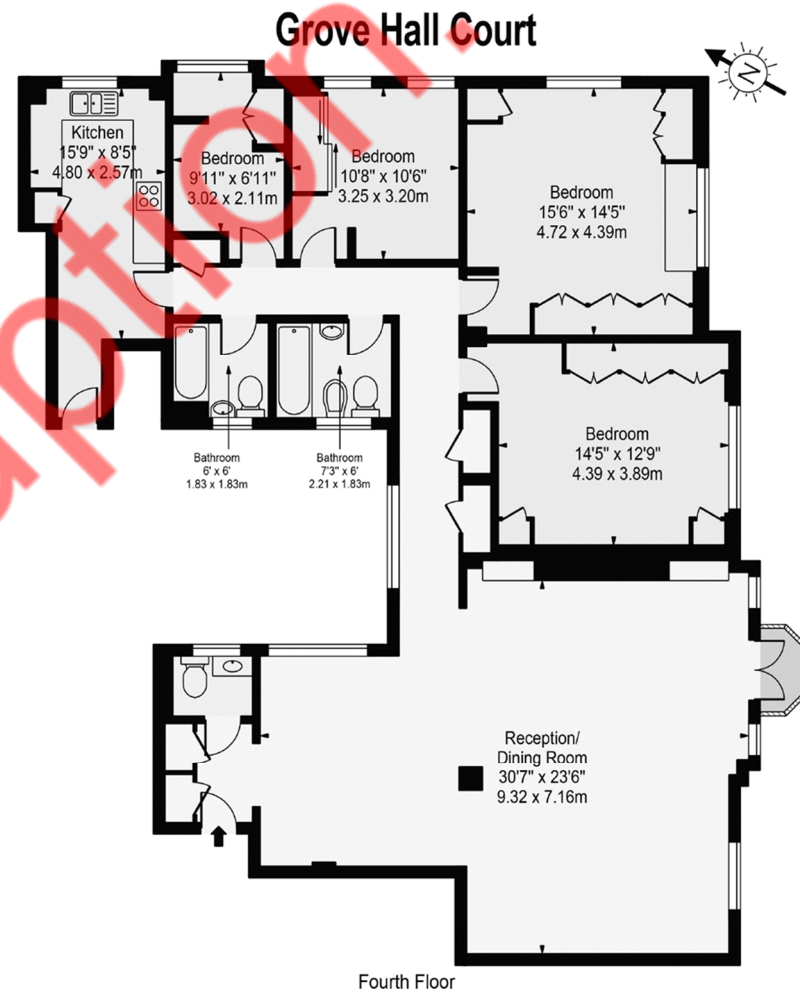 Grove Hall Court
N
Kitchen
15'9" x 8'5"
4.80 x 2.57m
Bedroom
9'11" x 6'11"
3.02 x 2.11m
Bedroom
10'8" x 10'6"
3.25 x 3.20m
Bedroom
15'6" x 14'5"
4.72 x 4.39m
Bedroom
14'5" x 12'9"
4.39 x 3.89m
Bathroom
6' x 6'
1.83 x 1.83m
Bathroom
7'3" x 6'
2.21 x 1.83m
Reception/
Dining Room
30'7" x 23'6"
9.32 x 7.16m
Fourth Floor
ption.
aption.